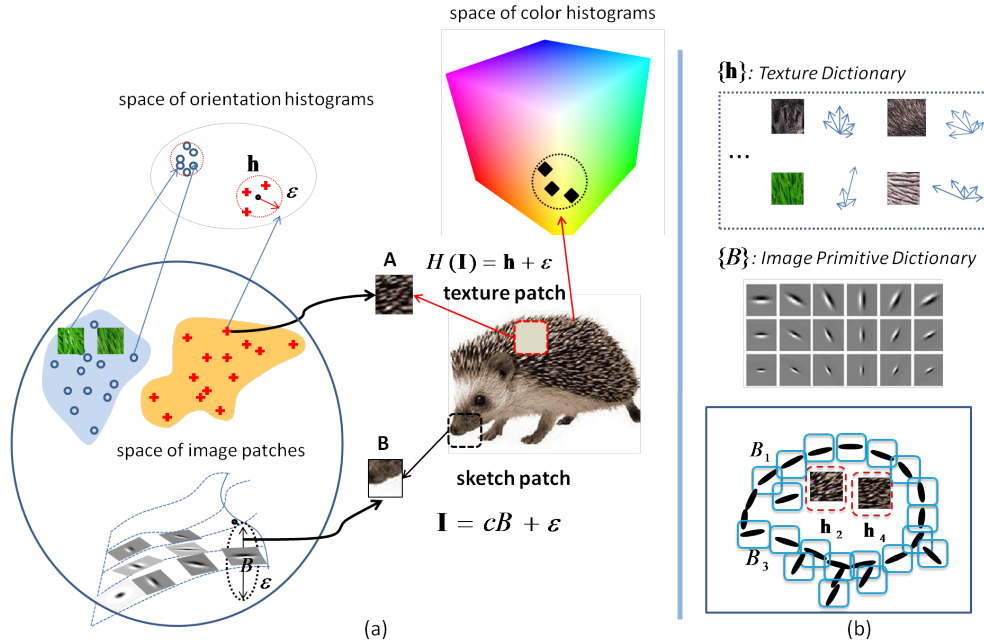 space of color histograms
space of orientation histograms
h
ε
A
H(I) = h + ε
texture patch
space of image patches
B
sketch patch
I = cB + ε
B
ε
(a)
{h}: Texture Dictionary
...
{B}: Image Primitive Dictionary
B1
h2
h4
B3
(b)